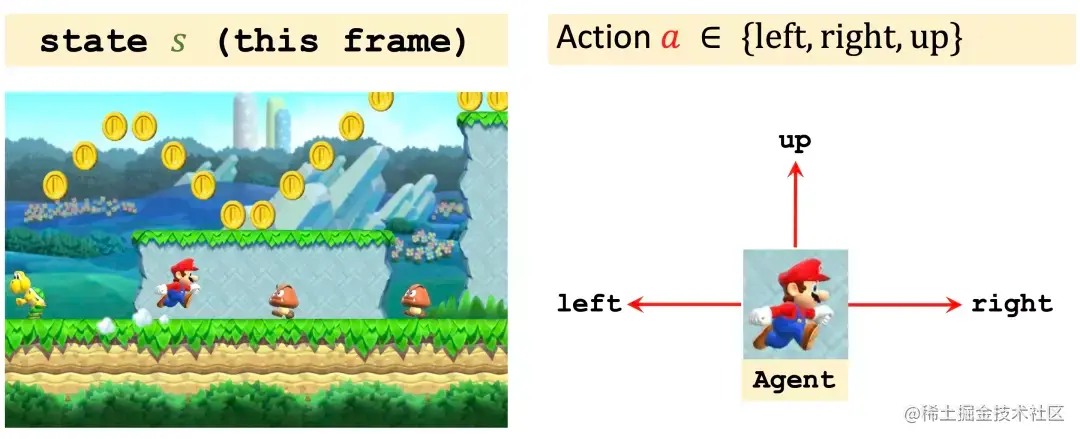 state s (this frame)
Action a ∈ {left, right, up}
up
left
right
Agent
@稀土掘金技术社区